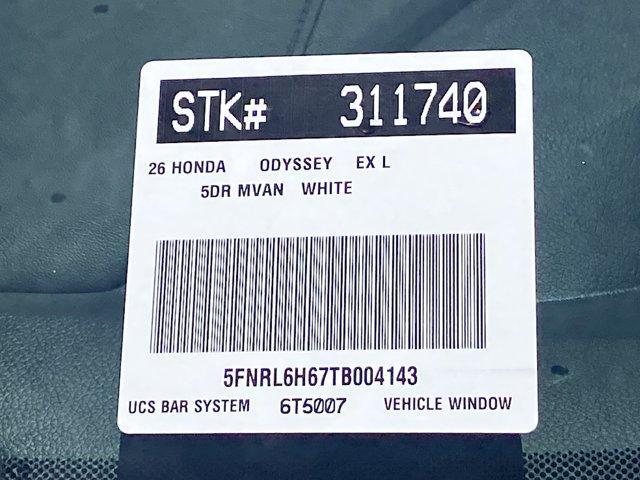 STK# 311740
26 HONDA ODYSSEY EX L
5DR MVAN WHITE
5FNRL6H67TB004143
UCS BAR SYSTEM 6T5007 VEHICLE WINDOW